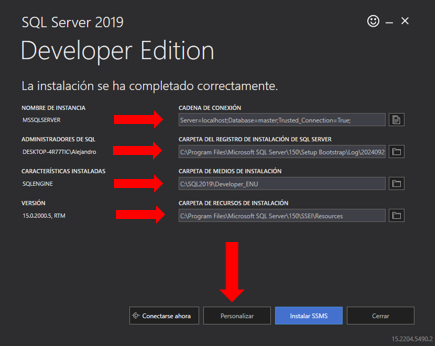 SQL Server 2019
Developer Edition
La instalación se ha completado correctamente.
NOMBRE DE INSTANCIA
MSSQLSERVER
CADENA DE CONEXIÓN
Server=localhost;Database=master;Trusted_Connection=True;
ADMINISTRADORES DE SQL
DESKTOP-4R77TIC\Alejandro
CARPETA DEL REGISTRO DE INSTALACIÓN DE SQL SERVER
C:\Program Files\Microsoft SQL Server\150\Setup Bootstrap\Log\2024092
CARACTERÍSTICAS INSTALADAS
SQLENGINE
CARPETA DE MEDIOS DE INSTALACIÓN
C:\SQL2019\Developer_ENU
VERSIÓN
15.0.2000.5, RTM
CARPETA DE RECURSOS DE INSTALACIÓN
C:\Program Files\Microsoft SQL Server\150\SSEI\Resources
Conectarse ahora
Personalizar
Instalar SSMS
Cerrar
15.2204.5490.2